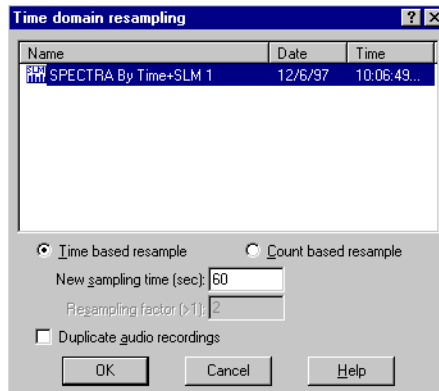 Time domain resampling
Name Date Time
SLM SPECTRA By Time+SLM 1 12/6/97 10:06:49...
Time based resample Count based resample
New sampling time (sec): 60
Resampling factor (>1): 2
Duplicate audio recordings
OK Cancel Help